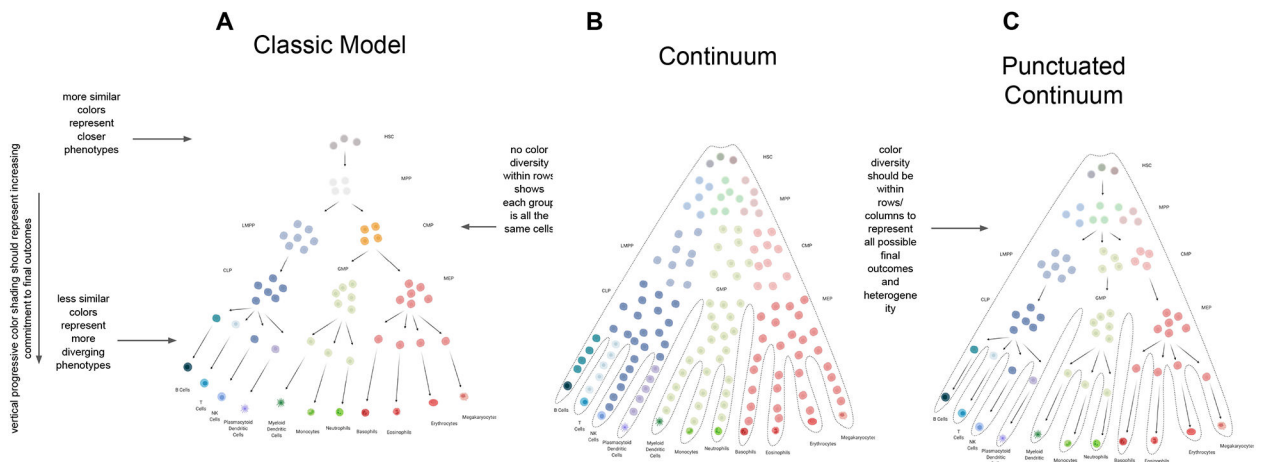 A
Classic Model
more similar
colors
represent
closer
phenotypes
vertical progressive color shading should represent increasing
commitment to final outcomes
less similar
colors
represent
more
diverging
phenotypes
HSC
MPP
LMPP
CMP
CLP
GMP
MEP
B Cells
T
Cells
NK
Cells
Plasmacytoid
Dendritic
Cells
Myeloid
Dendritic
Cells
Monocytes
Neutrophils
Basophils
Eosinophils
Erythrocytes
Megakaryocytes
no color
diversity
within rows
shows
each group
is all the
same cells
B
Continuum
HSC
MPP
LMPP
CMP
CLP
GMP
MEP
B Cells
T
Cells
NK
Cells
Plasmacytoid
Dendritic
Cells
Myeloid
Dendritic
Cells
Monocytes
Neutrophils
Basophils
Eosinophils
Erythrocytes
Megakaryocytes
color
diversity
should be
within
rows/
columns to
represent
all possible
final
outcomes
and
heterogene
ity
C
Punctuated
Continuum
HSC
MPP
LMPP
CMP
CLP
GMP
MEP
B Cells
T
Cells
NK
Cells
Plasmacytoid
Dendritic
Myeloid
Dendritic
Cells
Monocytes
Neutrophils
Basophils
Eosinophils
Erythrocytes
Megakaryocytes